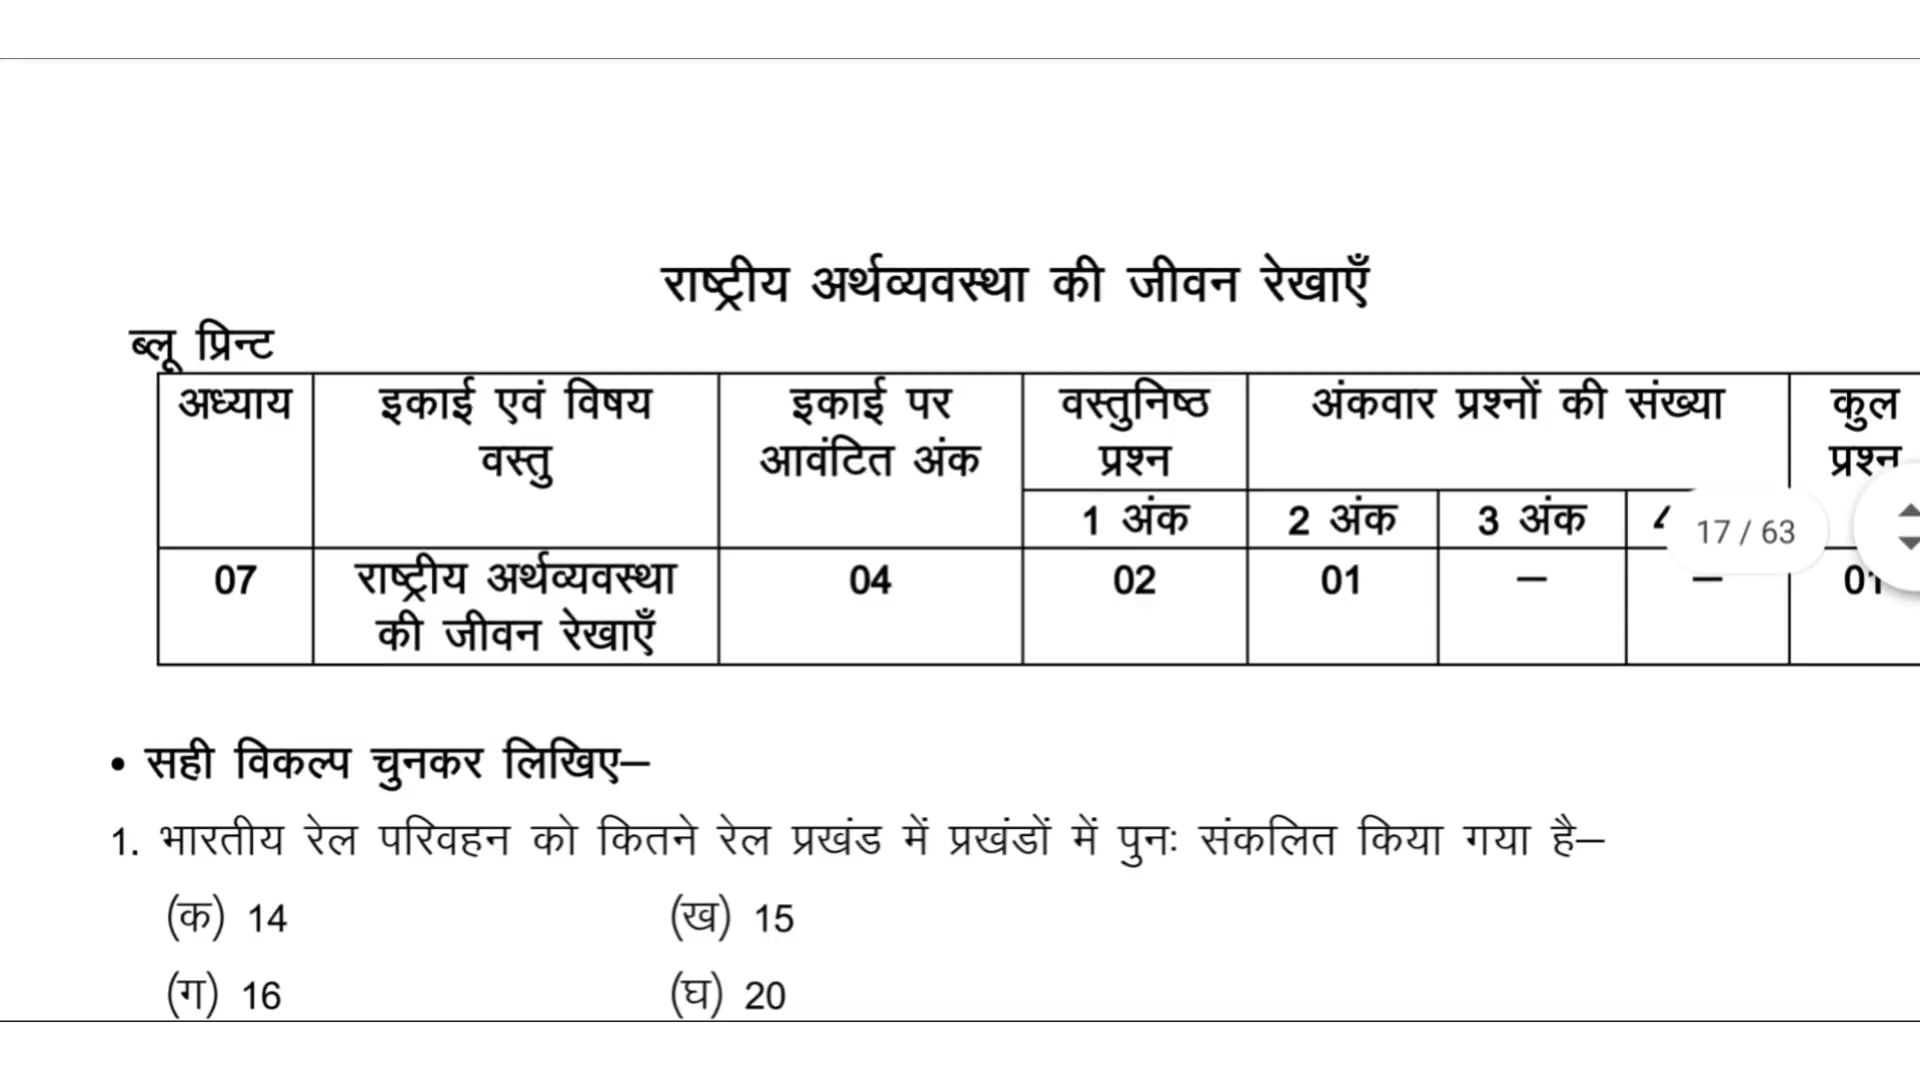 राष्ट्रीय अर्थव्यवस्था की जीवन रेखाएँ
ब्लू प्रिन्ट
अध्याय इकाई एवं विषय इकाई पर वस्तुनिष्ठ अंकवार प्रश्नों की संख्या कुल
वस्तु आवंटित अंक प्रश्न प्रश्न
1 अंक 2 अंक 3 अंक
17 / 63
07 राष्ट्रीय अर्थव्यवस्था 04 02 01 – – 01
की जीवन रेखाएँ
• सही विकल्प चुनकर लिखिए–
1. भारतीय रेल परिवहन को कितने रेल प्रखंड में प्रखंडों में पुनः संकलित किया गया है–
(क) 14 (ख) 15
(ग) 16 (घ) 20